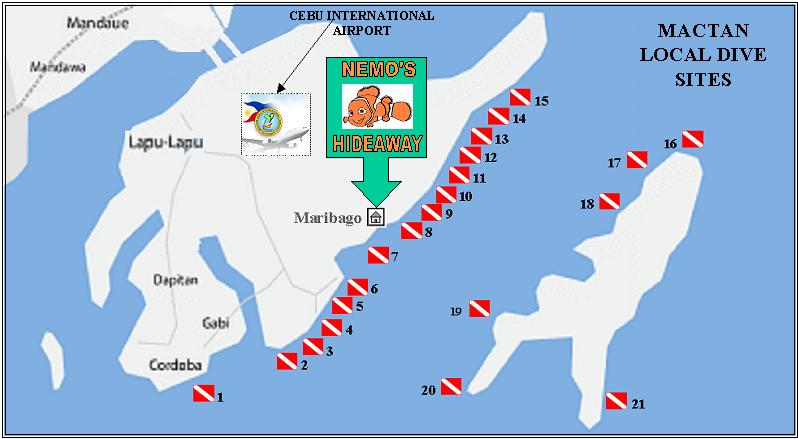 CEBU INTERNATIONAL
AIRPORT
MACTAN
LOCAL DIVE
SITES
Mandaue
Mandawa
NEMO'S
HIDEAWAY
Lapu-Lapu
Maribago
Dapitan
Gabi
Cordoba
15
14
13
12
11
10
9
8
7
6
5
4
3
2
1
16
17
18
19
20
21